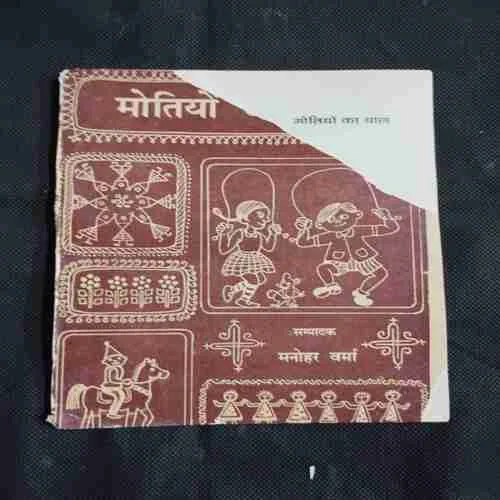 मोतियों
मोतियों का थाल
सम्पादक
मनोहर वर्मा